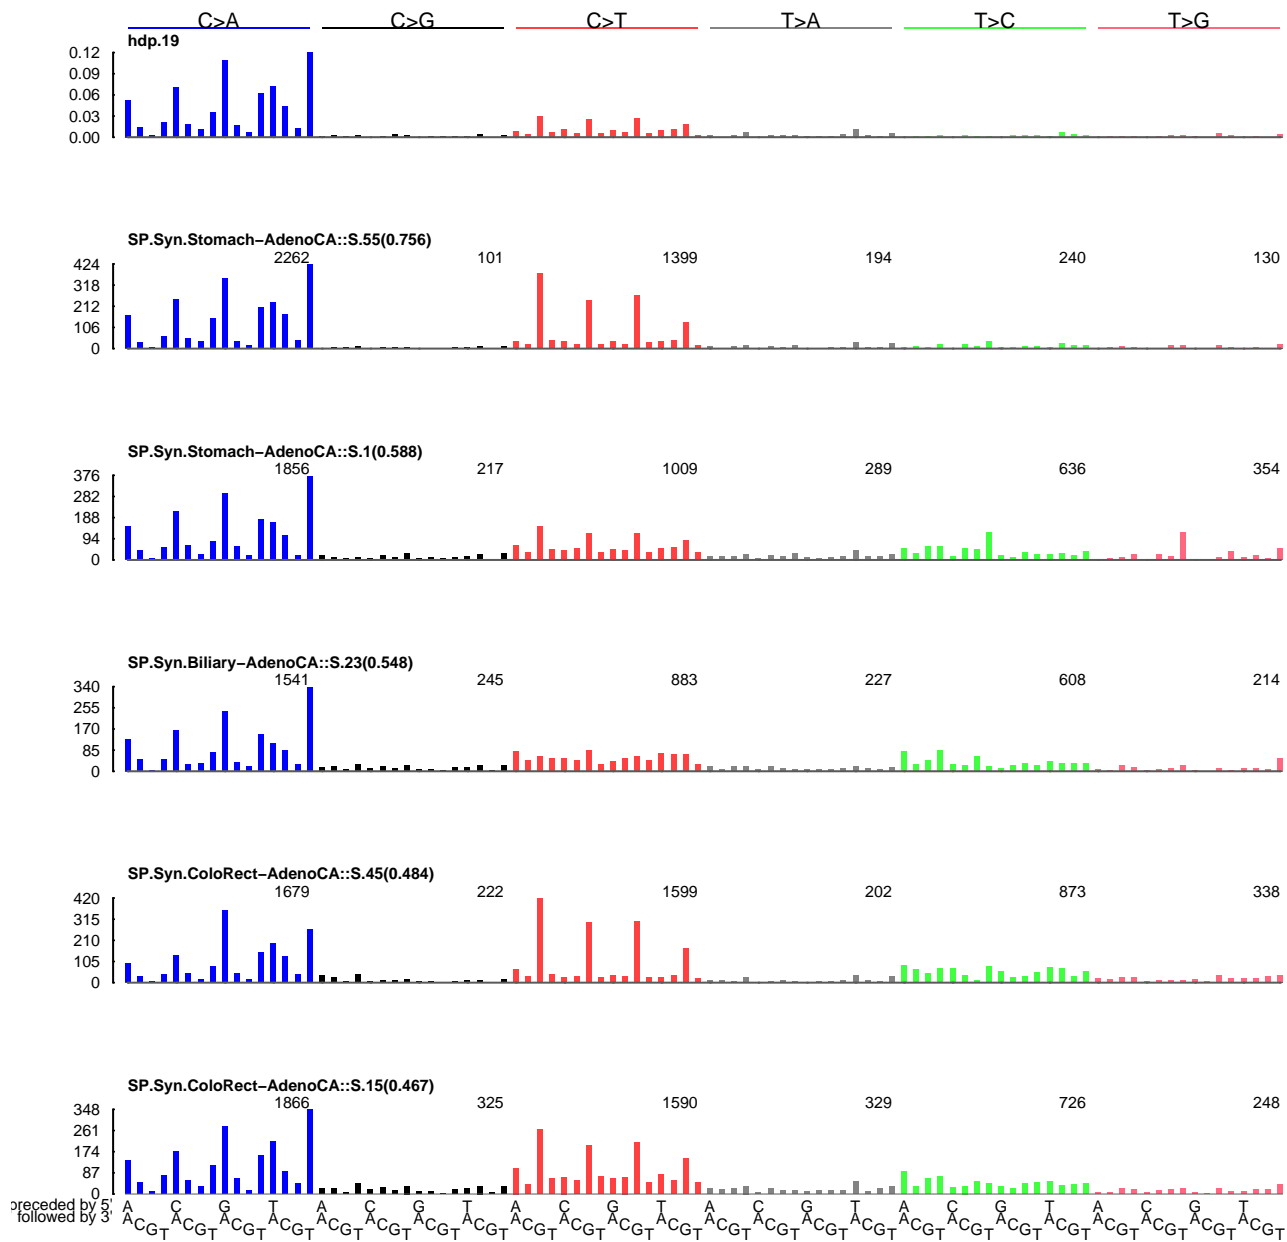 C>A C>G C>T T>A T>C T>G
hdp.19
0.12
0.09
0.06
0.03
0.00
SP.Syn.Stomach−AdenoCA::S.55(0.756)
2262 101 1399 194 240 130
424
318
212
106
0
SP.Syn.Stomach−AdenoCA::S.1(0.588)
1856 217 1009 289 636 354
376
282
188
94
0
SP.Syn.Biliary−AdenoCA::S.23(0.548)
1541 245 883 227 608 214
340
255
170
85
0
SP.Syn.ColoRect−AdenoCA::S.45(0.484)
1679 222 1599 202 873 338
420
315
210
105
0
SP.Syn.ColoRect−AdenoCA::S.15(0.467)
1866 325 1590 329 726 248
348
261
174
87
0
preceded by 5' A C G T A C G T A C G T A C G T A C G T A C G T
followed by 3' A C G T A C G T A C G T A C G T A C G T A C G T A C G T A C G T A C G T A C G T A C G T A C G T A C G T A C G T A C G T A C G T A C G T A C G T A C G T A C G T A C G T A C G T A C G T A C G T